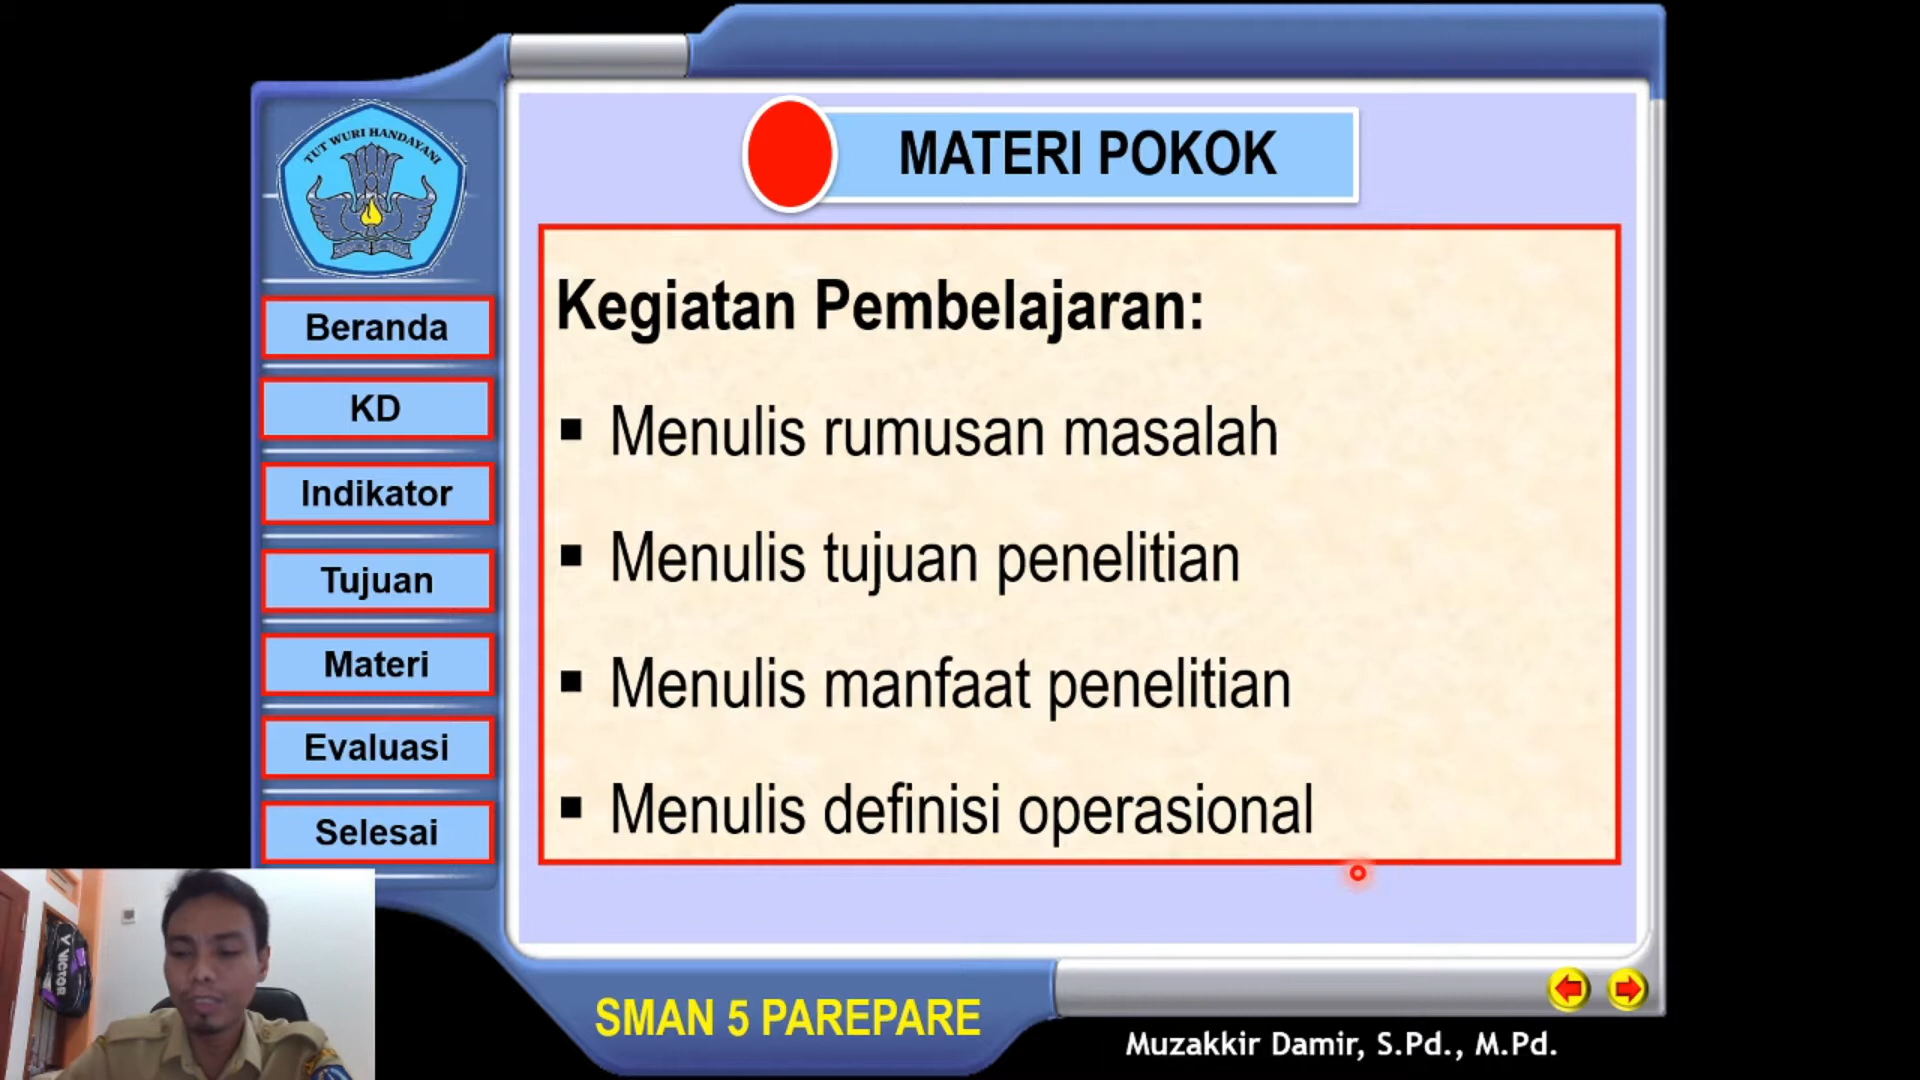 TUT WURI HANDAYANI
MATERI POKOK
Beranda
KD
Indikator
Tujuan
Materi
Evaluasi
Selesai
Kegiatan Pembelajaran:
▪ Menulis rumusan masalah
▪ Menulis tujuan penelitian
▪ Menulis manfaat penelitian
▪ Menulis definisi operasional
VICTOR
SMAN 5 PAREPARE
Muzakkir Damir, S.Pd., M.Pd.